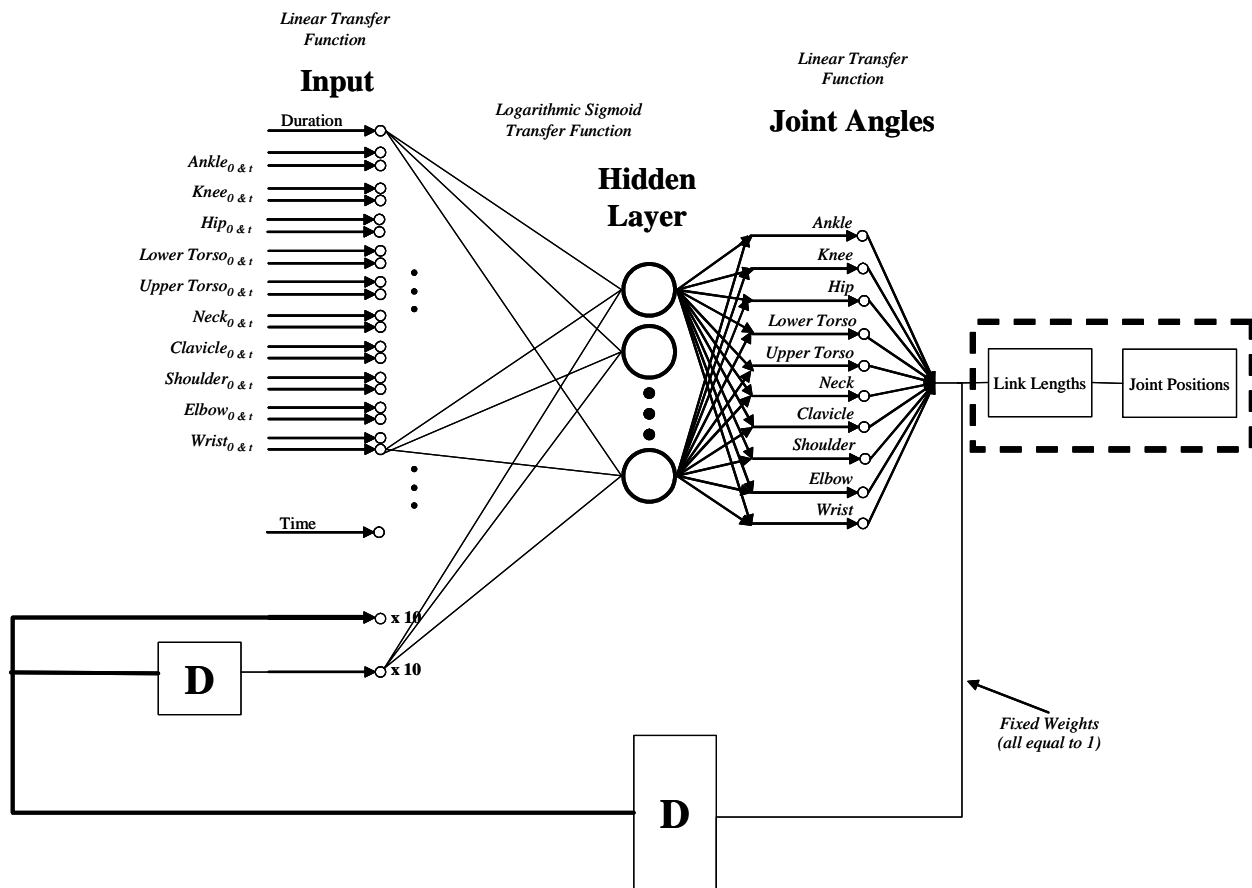 Linear Transfer
Function
Input
Duration
Ankle0 & t
Knee0 & t
Hip0 & t
Lower Torso0 & t
Upper Torso0 & t
Neck0 & t
Clavicle0 & t
Shoulder0 & t
Elbow0 & t
Wrist0 & t
Time
x 10
x 10
D
Logarithmic Sigmoid
Transfer Function
Hidden
Layer
Linear Transfer
Function
Joint Angles
Ankle
Knee
Hip
Lower Torso
Upper Torso
Neck
Clavicle
Shoulder
Elbow
Wrist
Link Lengths
Joint Positions
Fixed Weights
(all equal to 1)
D